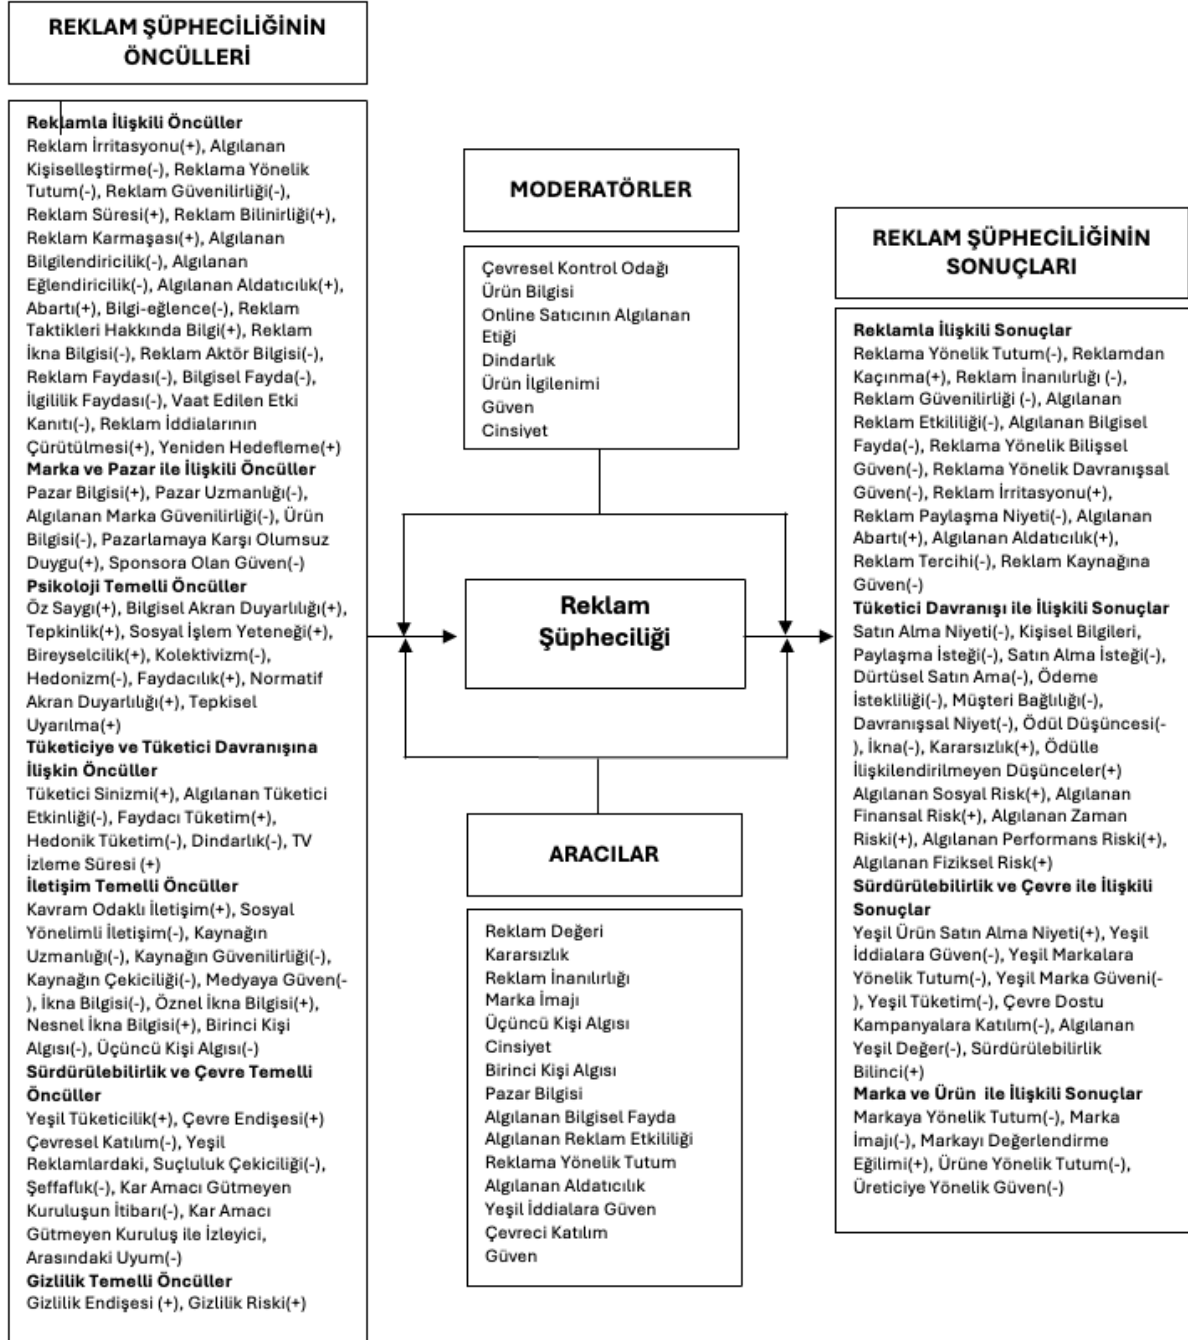 REKLAM ŞÜPHECİLİĞİNİN
ÖNCÜLLERİ
Reklamla İlişkili Öncüller
Reklam İrritasyonu(+), Algılanan
Kişiselleştirme(-), Reklama Yönelik
Tutum(-), Reklam Güvenilirliği(-),
Reklam Süresi(+), Reklam Bilinirliği(+),
Reklam Karmaşası(+), Algılanan
Bilgilendiricilik(-), Algılanan
Eğlendiricilik(-), Algılanan Aldatıcılık(+),
Abartı(+), Bilgi-eğlence(-), Reklam
Taktikleri Hakkında Bilgi(+), Reklam
İkna Bilgisi(-), Reklam Aktör Bilgisi(-),
Reklam Faydası(-), Bilgisel Fayda(-),
İlgililik Faydası(-), Vaat Edilen Etki
Kanıtı(-), Reklam İddialarının
Çürütülmesi(+), Yeniden Hedefleme(+)
Marka ve Pazar ile İlişkili Öncüller
Pazar Bilgisi(+), Pazar Uzmanlığı(-),
Algılanan Marka Güvenilirliği(-), Ürün
Bilgisi(-), Pazarlamaya Karşı Olumsuz
Duygu(+), Sponsora Olan Güven(-)
Psikoloji Temelli Öncüller
Öz Saygı(+), Bilgisel Akran Duyarlılığı(+),
Tepkinlik(+), Sosyal İşlem Yeteneği(+),
Bireyselcilik(+), Kolektivizm(-),
Hedonizm(-), Faydacılık(+), Normatif
Akran Duyarlılığı(+), Tepkisel
Uyarılma(+)
Tüketiciye ve Tüketici Davranışına
İlişkin Öncüller
Tüketici Sinizmi(+), Algılanan Tüketici
Etkinliği(-), Faydacı Tüketim(+),
Hedonik Tüketim(-), Dindarlık(-), TV
İzleme Süresi (+)
İletişim Temelli Öncüller
Kavram Odaklı İletişim(+), Sosyal
Yönelimli İletişim(-), Kaynağın
Uzmanlığı(-), Kaynağın Güvenilirliği(-),
Kaynağın Çekiciliği(-), Medyaya Güven(-
), İkna Bilgisi(-), Öznel İkna Bilgisi(+),
Nesnel İkna Bilgisi(+), Birinci Kişi
Algısı(-), Üçüncü Kişi Algısı(-)
Sürdürülebilirlik ve Çevre Temelli
Öncüller
Yeşil Tüketicilik(+), Çevre Endişesi(+)
Çevresel Katılım(-), Yeşil
Reklamlardaki, Suçluluk Çekiciliği(-),
Şeffaflık(-), Kar Amacı Gütmeyen
Kuruluşun İtibarı(-), Kar Amacı
Gütmeyen Kuruluş ile İzleyici,
Arasındaki Uyum(-)
Gizlilik Temelli Öncüller
Gizlilik Endişesi (+), Gizlilik Riski(+)
MODERATÖRLER
Çevresel Kontrol Odağı
Ürün Bilgisi
Online Satıcının Algılanan
Etiği
Dindarlık
Ürün İlgilenimi
Güven
Cinsiyet
Reklam
Şüpheciliği
ARACILAR
Reklam Değeri
Kararsızlık
Reklam İnanılırlığı
Marka İmajı
Üçüncü Kişi Algısı
Cinsiyet
Birinci Kişi Algısı
Pazar Bilgisi
Algılanan Bilgisel Fayda
Algılanan Reklam Etkililiği
Reklama Yönelik Tutum
Algılanan Aldatıcılık
Yeşil İddialara Güven
Çevreci Katılım
Güven
REKLAM ŞÜPHECİLİĞİNİN
SONUÇLARI
Reklamla İlişkili Sonuçlar
Reklama Yönelik Tutum(-), Reklamdan
Kaçınma(+), Reklam İnanılırlığı (-),
Reklam Güvenilirliği (-), Algılanan
Reklam Etkililiği(-), Algılanan Bilgisel
Fayda(-), Reklama Yönelik Bilişsel
Güven(-), Reklama Yönelik Davranışsal
Güven(-), Reklam İrritasyonu(+),
Reklam Paylaşma Niyeti(-), Algılanan
Abartı(+), Algılanan Aldatıcılık(+),
Reklam Tercihi(-), Reklam Kaynağına
Güven(-)
Tüketici Davranışı ile İlişkili Sonuçlar
Satın Alma Niyeti(-), Kişisel Bilgileri,
Paylaşma İsteği(-), Satın Alma İsteği(-),
Dürtüsel Satın Ama(-), Ödeme
İstekliliği(-), Müşteri Bağlılığı(-),
Davranışsal Niyet(-), Ödül Düşüncesi(-
), İkna(-), Kararsızlık(+), Ödülle
İlişkilendirilmeyen Düşünceler(+)
Algılanan Sosyal Risk(+), Algılanan
Finansal Risk(+), Algılanan Zaman
Riski(+), Algılanan Performans Riski(+),
Algılanan Fiziksel Risk(+)
Sürdürülebilirlik ve Çevre ile İlişkili
Sonuçlar
Yeşil Ürün Satın Alma Niyeti(+), Yeşil
İddialara Güven(-), Yeşil Markalara
Yönelik Tutum(-), Yeşil Marka Güveni(-
), Yeşil Tüketim(-), Çevre Dostu
Kampanyalara Katılım(-), Algılanan
Yeşil Değer(-), Sürdürülebilirlik
Bilinci(+)
Marka ve Ürün ile İlişkili Sonuçlar
Markaya Yönelik Tutum(-), Marka
İmajı(-), Markayı Değerlendirme
Eğilimi(+), Ürüne Yönelik Tutum(-),
Üreticiye Yönelik Güven(-)